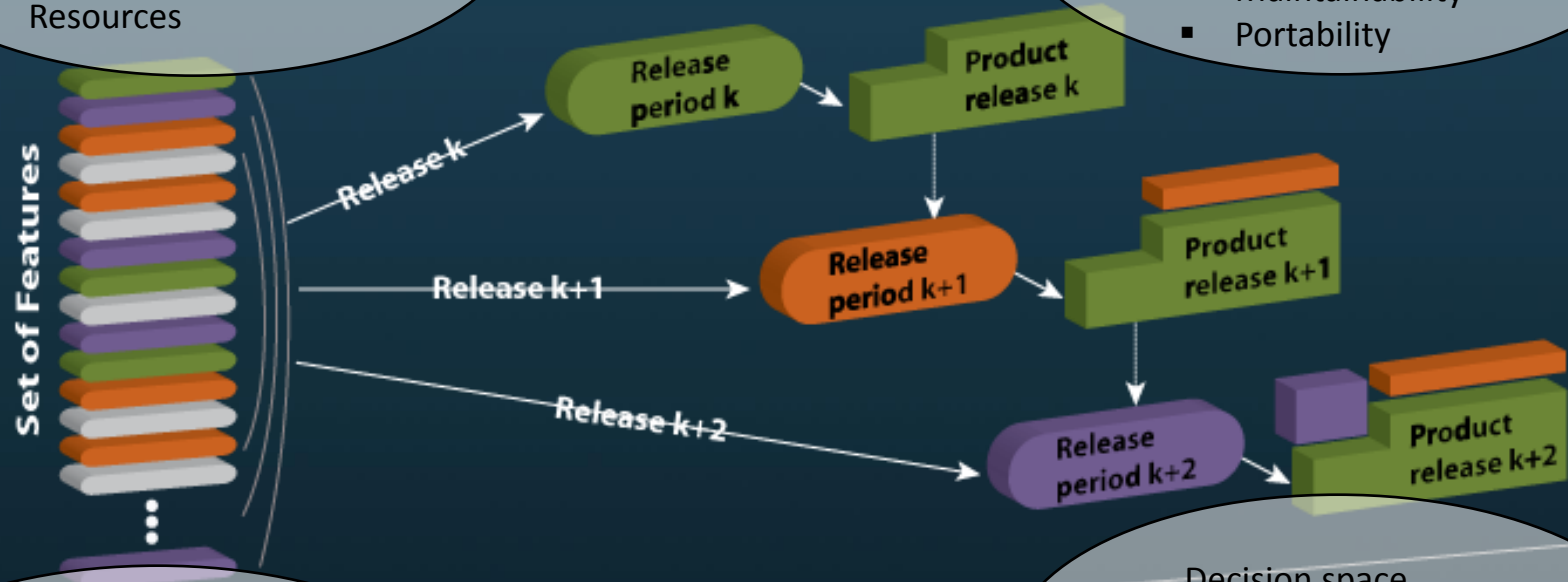 Resources
Maintainability
▪ Portability
Set of Features
Release k
Release
period k
Product
release k
Release k+1
Release
period k+1
Product
release k+1
Release k+2
Release
period k+2
Product
release k+2
Decision space